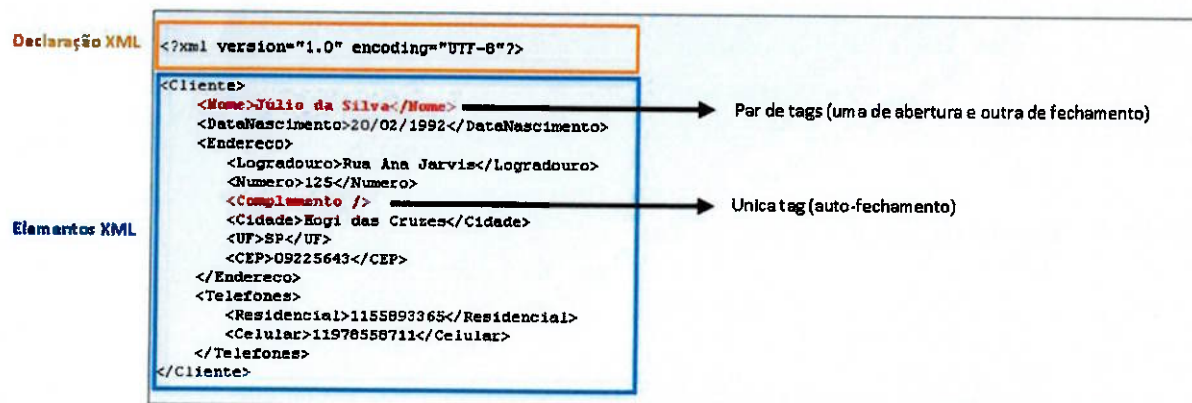 Declaração XML
<?xml version="1.0" encoding="UTF-8"?>
<Cliente>
<Nome>Júlio da Silva</Nome>
Par de tags (uma de abertura e outra de fechamento)
<DataNascimento>20/02/1992</DataNascimento>
<Endereco>
<Logradouro>Rua Ana Jarvis</Logradouro>
<Numero>125</Numero>
<Complemento />
Unica tag (auto-fechamento)
<Cidade>Mogi das Cruzes</Cidade>
Elementos XML
<UF>SP</UF>
<CEP>09225643</CEP>
</Endereco>
<Telefones>
<Residencial>1155893365</Residencial>
<Celular>11978558711</Celular>
</Telefones>
</Cliente>